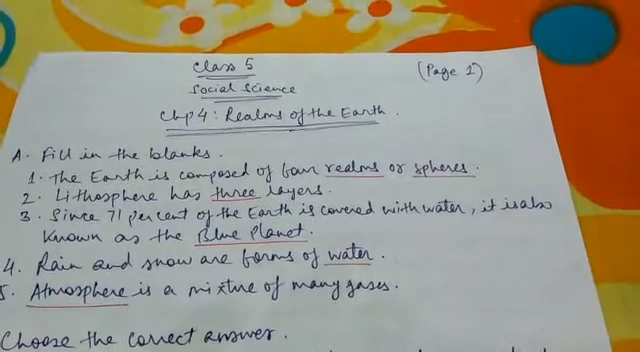 Class 5
(Page 1)
Social Science
Chp 4: Realms of the Earth.
A. Fill in the blanks.
1. The Earth is composed of four realms or spheres.
2. Lithosphere has three layers.
3. Since 71 percent of the Earth is covered with water, it is also
known as the Blue Planet.
4. Rain and snow are forms of water.
5. Atmosphere is a mixture of many gases.
Choose the correct answer.